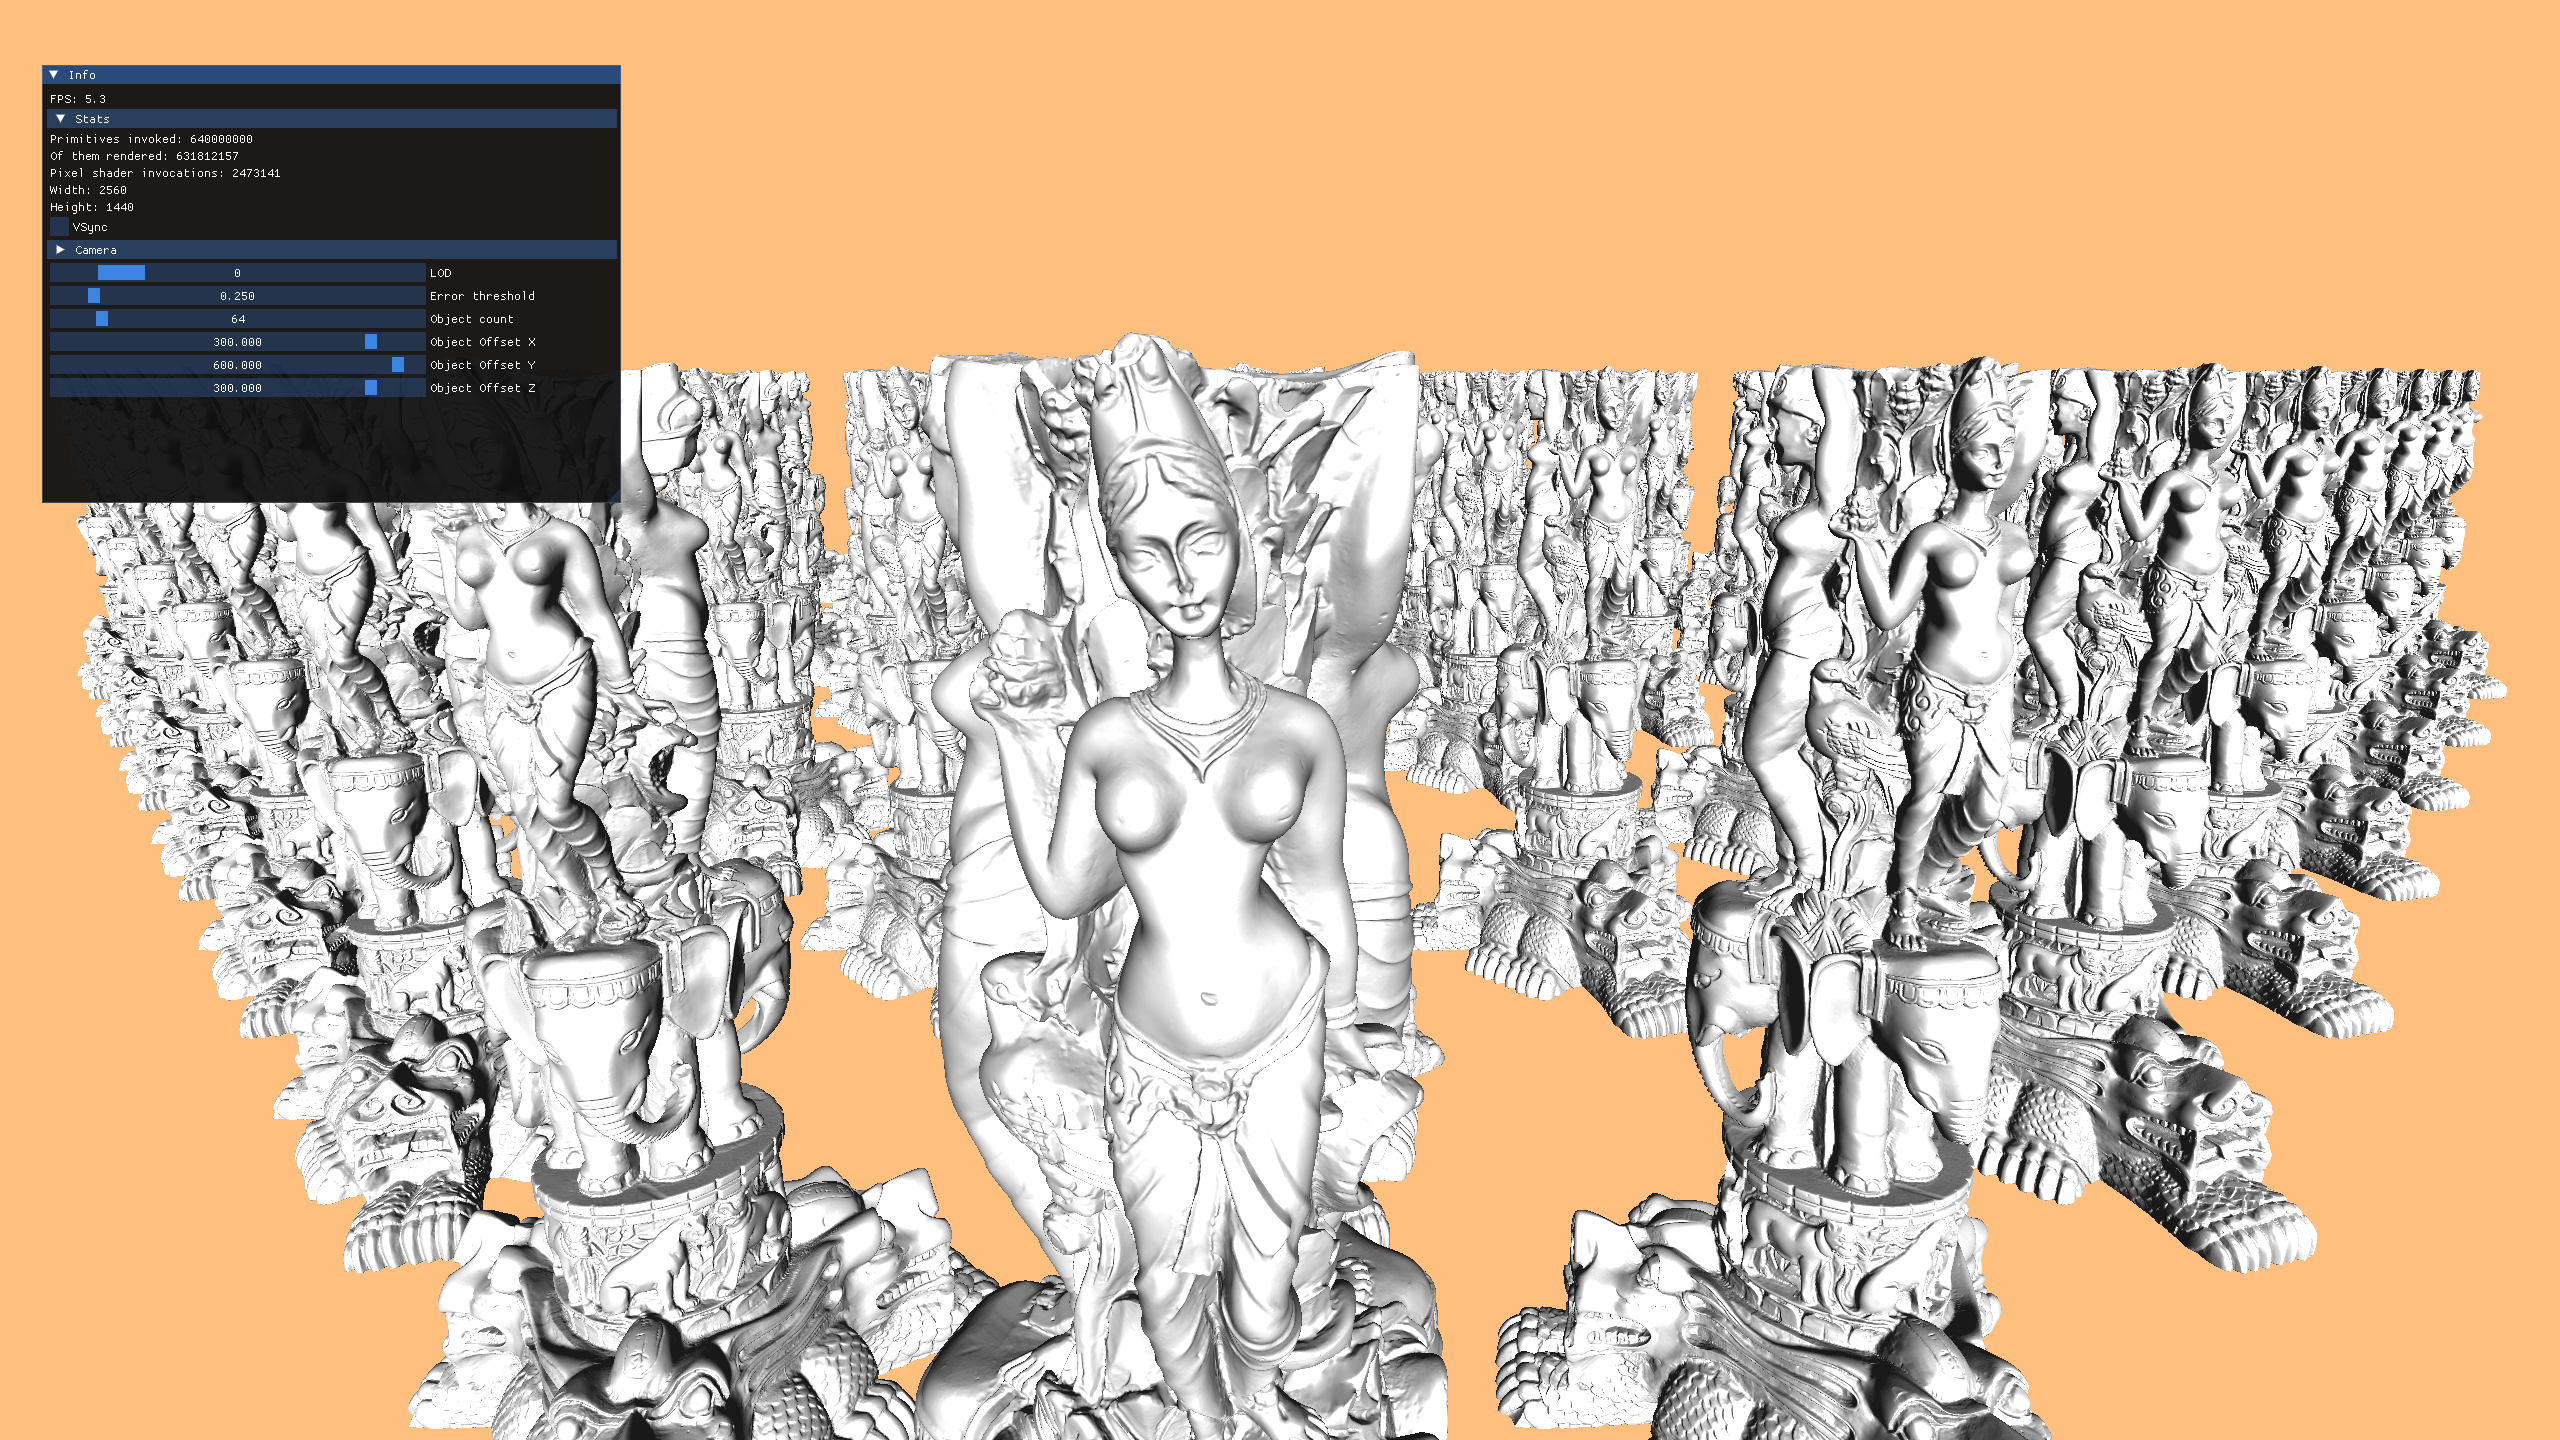 Info
FPS: 5.3
Stats
Primitives invoked: 640000000
Of them rendered: 631812157
Pixel shader invocations: 2473141
Width: 2560
Height: 1440
VSync
Camera
0 LOD
0.250 Error threshold
64 Object count
300.000 Object Offset X
600.000 Object Offset Y
300.000 Object Offset Z